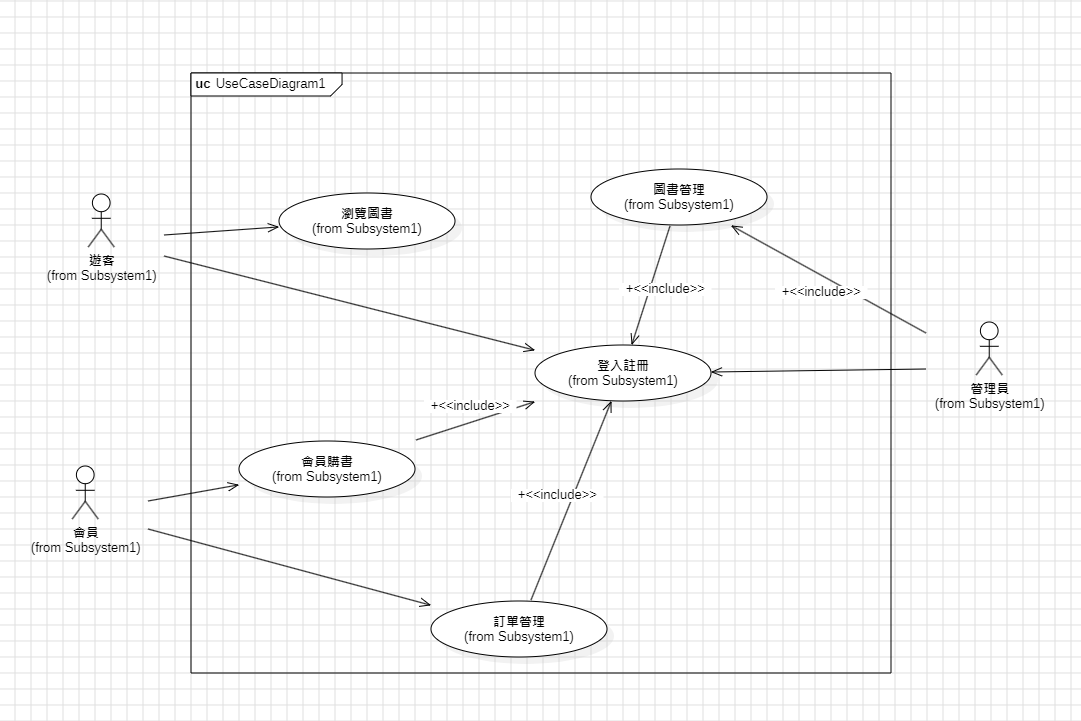 uc UseCaseDiagram1
圖書管理
(from Subsystem1)
瀏覽圖書
(from Subsystem1)
遊客
(from Subsystem1)
+<<include>>
+<<include>>
登入註冊
(from Subsystem1)
管理員
(from Subsystem1)
+<<include>>
會員購書
(from Subsystem1)
+<<include>>
會員
(from Subsystem1)
訂單管理
(from Subsystem1)